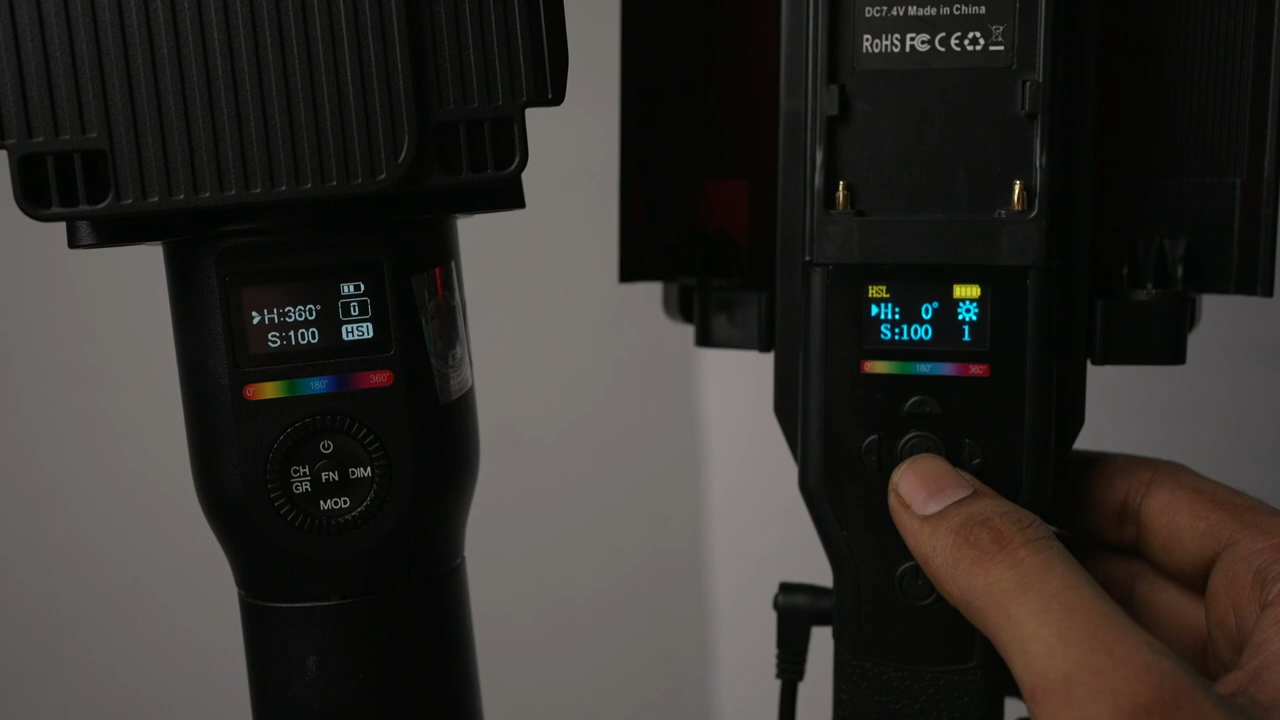 H:360°
0
S:100
HSI
0° 180° 360°
CH
GR
FN
DIM
MOD
DC7.4V Made in China
RoHS FC CE
HSL
H: 0°
S:100 1
0° 180° 360°